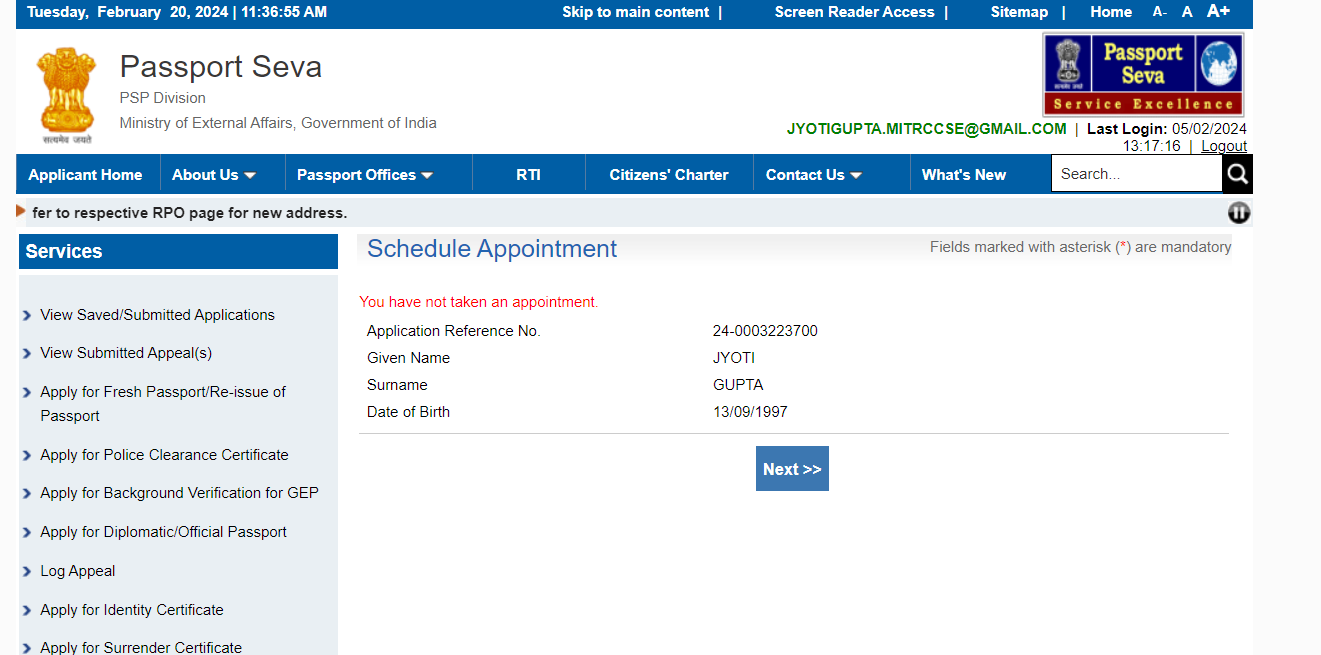 Tuesday, February 20, 2024 | 11:36:55 AM Skip to main content | Screen Reader Access | Sitemap | Home A- A A+
Passport Seva
PSP Division
Ministry of External Affairs, Government of India
सत्यमेव जयते
Passport Seva
Service Excellence
JYOTIGUPTA.MITRCCSE@GMAIL.COM | Last Login: 05/02/2024
13:17:16 | Logout
Applicant Home About Us Passport Offices RTI Citizens' Charter Contact Us What's New Search...
fer to respective RPO page for new address.
Services
View Saved/Submitted Applications
View Submitted Appeal(s)
Apply for Fresh Passport/Re-issue of
Passport
Apply for Police Clearance Certificate
Apply for Background Verification for GEP
Apply for Diplomatic/Official Passport
Log Appeal
Apply for Identity Certificate
Apply for Surrender Certificate
Schedule Appointment Fields marked with asterisk (*) are mandatory
You have not taken an appointment.
Application Reference No. 24-0003223700
Given Name JYOTI
Surname GUPTA
Date of Birth 13/09/1997
Next >>